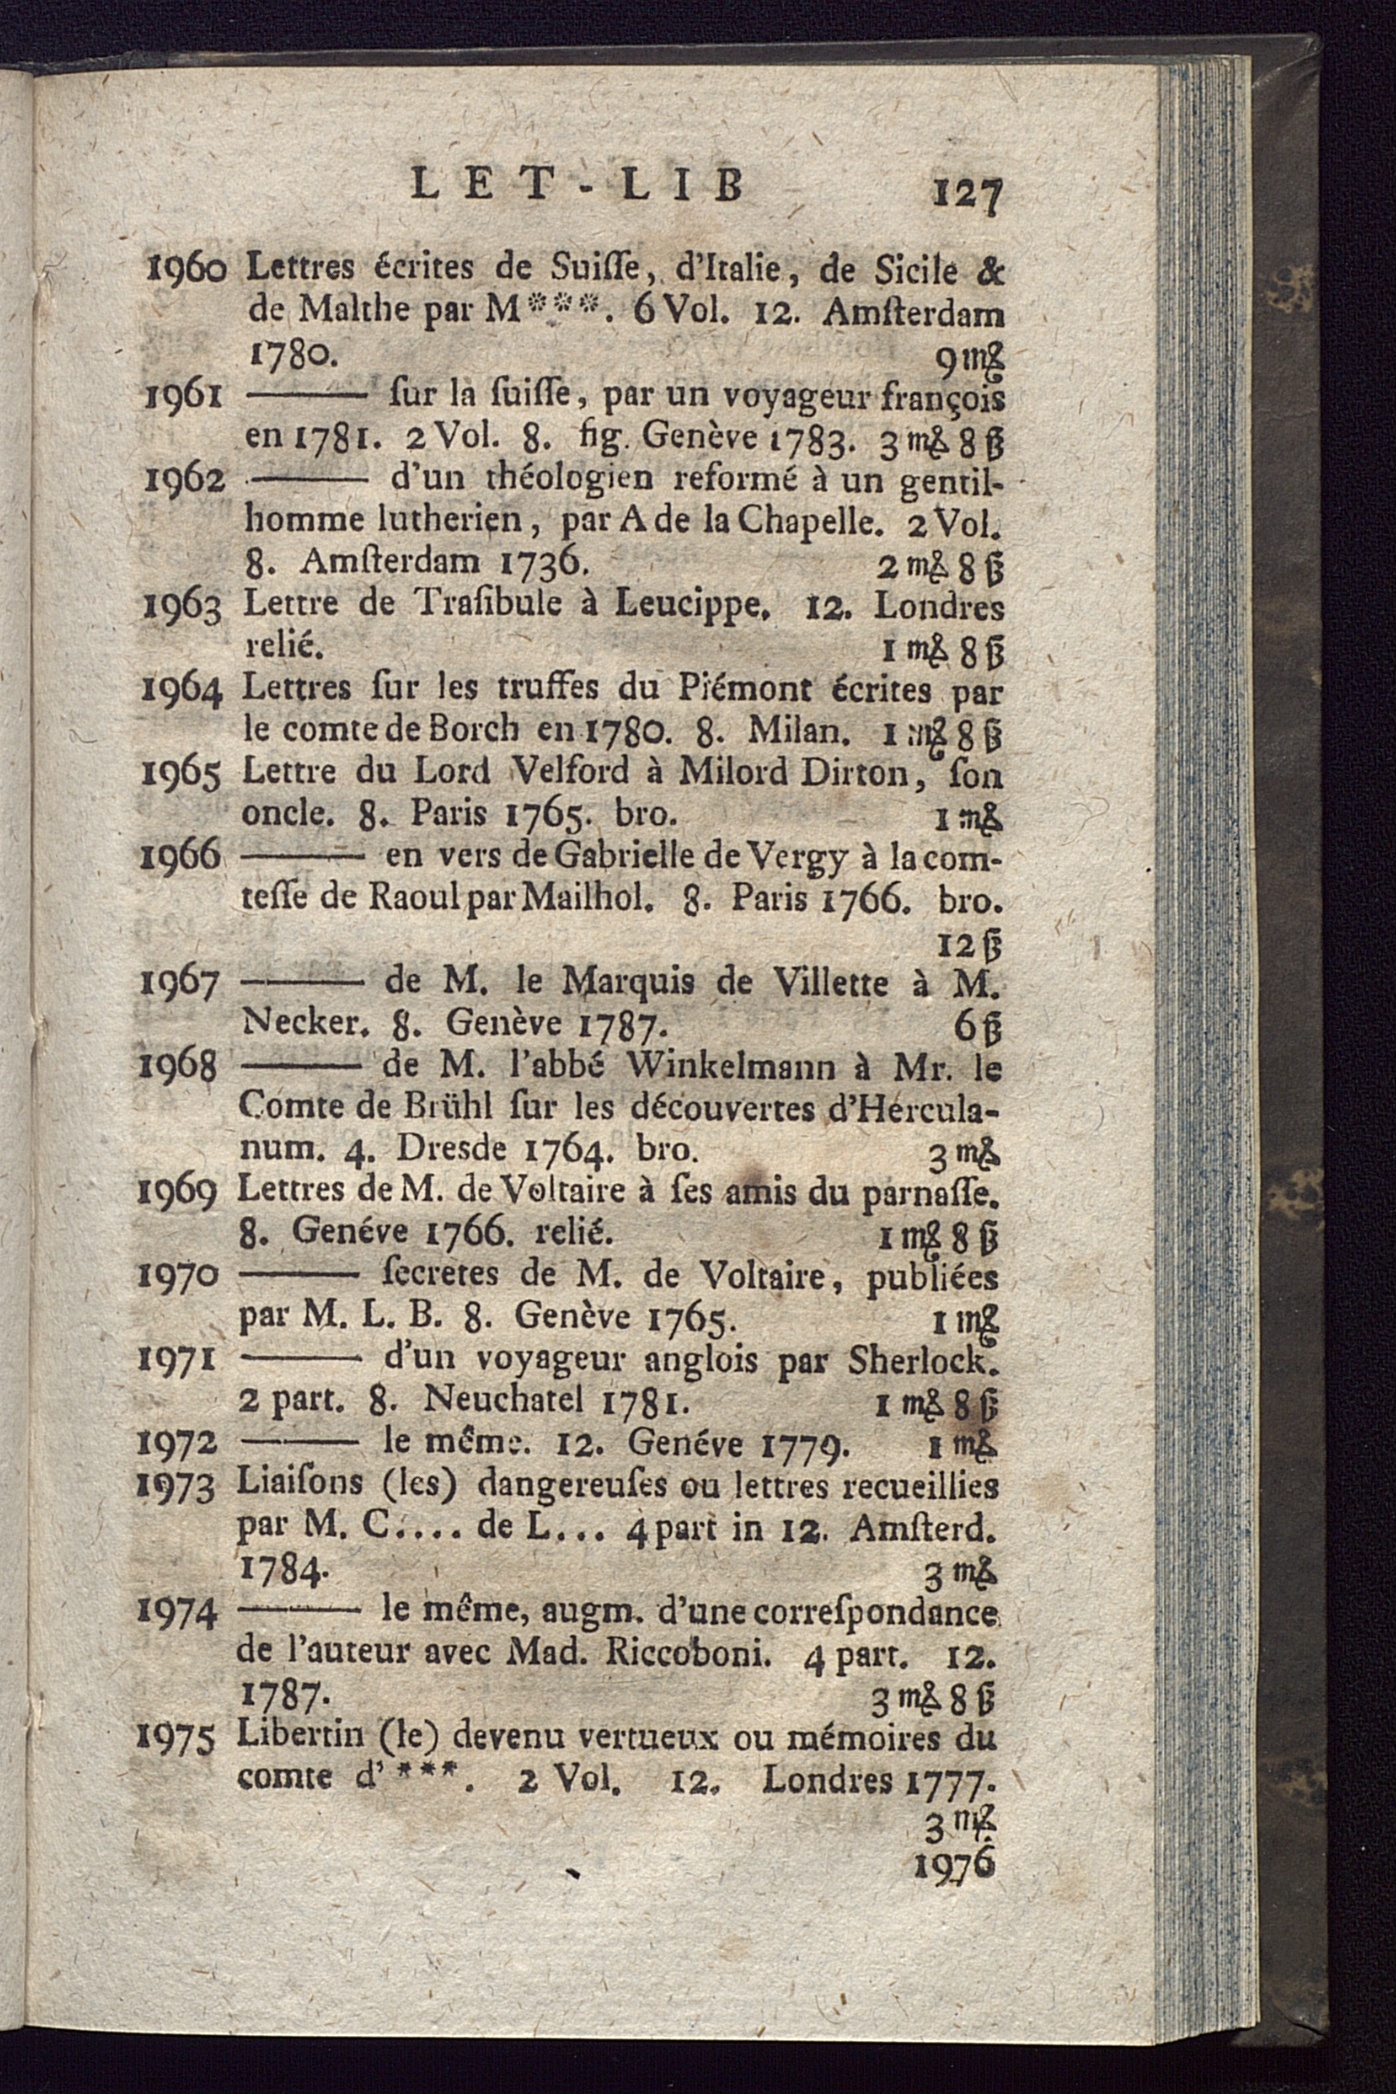 LET-LIB 127
1960 Lettres écrites de Suiſſe, d'Italie, de Sicile &
de Malthe par M***. 6 Vol. 12. Amſterdam
1780. 9 m&
1961 ——— ſur la ſuiſſe, par un voyageur françois
en 1781. 2 Vol. 8. fig. Genève 1783. 3 m& 8 ß
1962 ——— d'un théologien reformé à un gentil-
homme lutherien, par A de la Chapelle. 2 Vol.
8. Amſterdam 1736. 2 m& 8 ß
1963 Lettre de Traſibule à Leucippe. 12. Londres
relié. 1 m& 8 ß
1964 Lettres ſur les truffes du Piémont écrites par
le comte de Borch en 1780. 8. Milan. 1 m& 8 ß
1965 Lettre du Lord Velford à Milord Dirton, ſon
oncle. 8. Paris 1765. bro. 1 m&
1966 ——— en vers de Gabrielle de Vergy à la com-
teſſe de Raoul par Mailhol. 8. Paris 1766. bro.
12 ß
1967 ——— de M. le Marquis de Villette à M.
Necker. 8. Genève 1787. 6 ß
1968 ——— de M. l'abbé Winkelmann à Mr. le
Comte de Brühl ſur les découvertes d'Hercula-
num. 4. Dresde 1764. bro. 3 m&
1969 Lettres de M. de Voltaire à ſes amis du parnaſſe.
8. Genéve 1766. relié. 1 m& 8 ß
1970 ——— ſecretes de M. de Voltaire, publiées
par M. L. B. 8. Genève 1765. 1 m&
1971 ——— d'un voyageur anglois par Sherlock.
2 part. 8. Neuchatel 1781. 1 m& 8 ß
1972 ——— le même. 12. Genéve 1779. 1 m&
1973 Liaiſons (les) dangereuſes ou lettres recueillies
par M. C.... de L... 4 part in 12. Amſterd.
1784. 3 m&
1974 ——— le même, augm. d'une correſpondance
de l'auteur avec Mad. Riccoboni. 4 part. 12.
1787. 3 m& 8 ß
1975 Libertin (le) devenu vertueux ou mémoires du
comte d'***. 2 Vol. 12. Londres 1777.
3 m&
1976